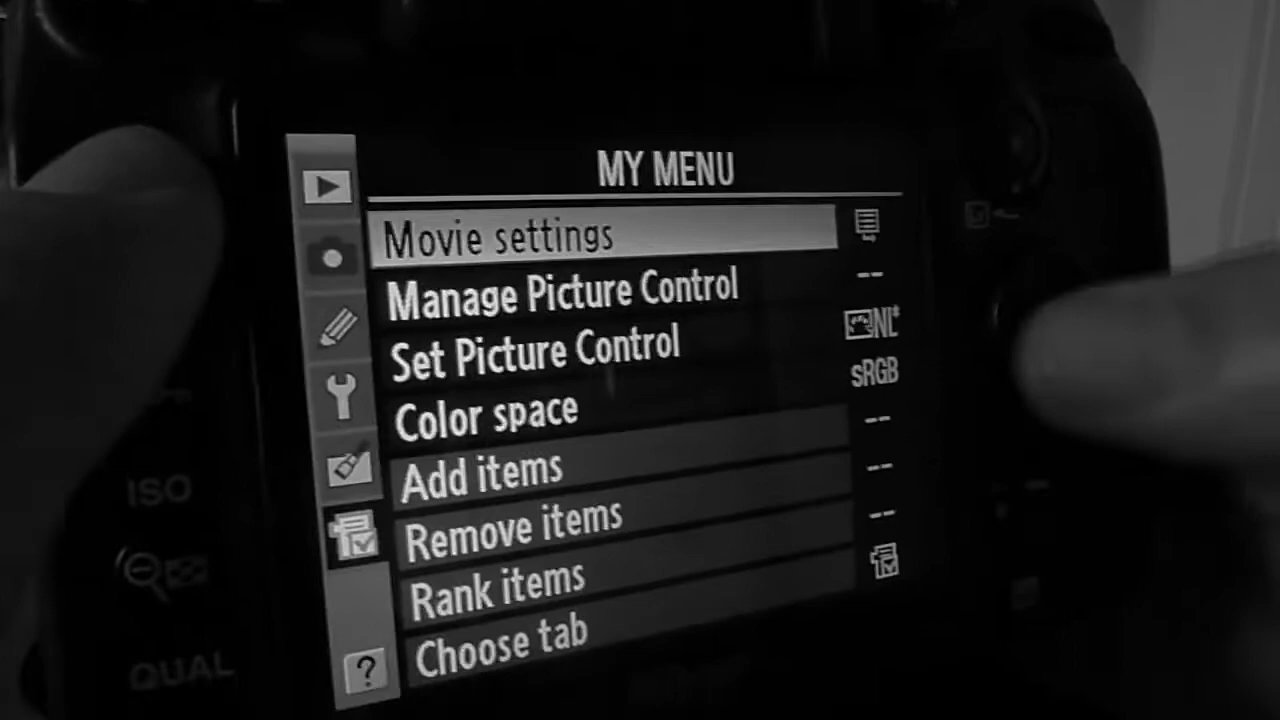 MY MENU
Movie settings
Manage Picture Control --
Set Picture Control NL*
Color space sRGB
Add items --
Remove items --
Rank items --
Choose tab
?
ISO
QUAL